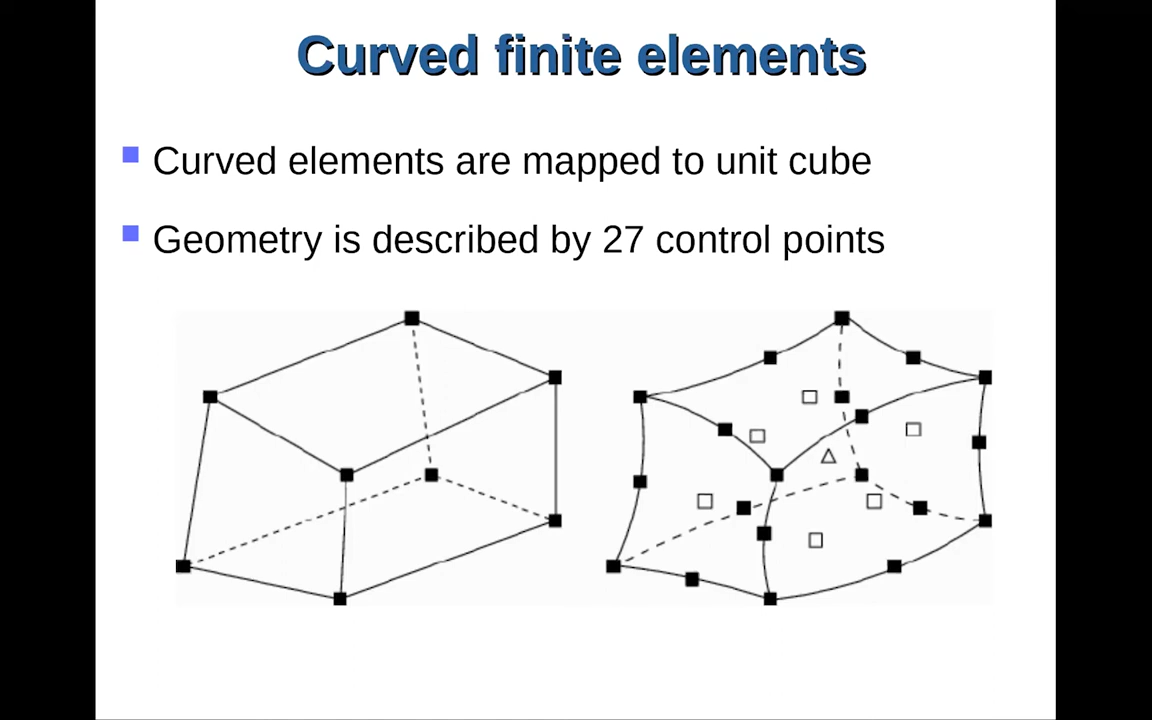 Curved finite elements
Curved elements are mapped to unit cube
Geometry is described by 27 control points